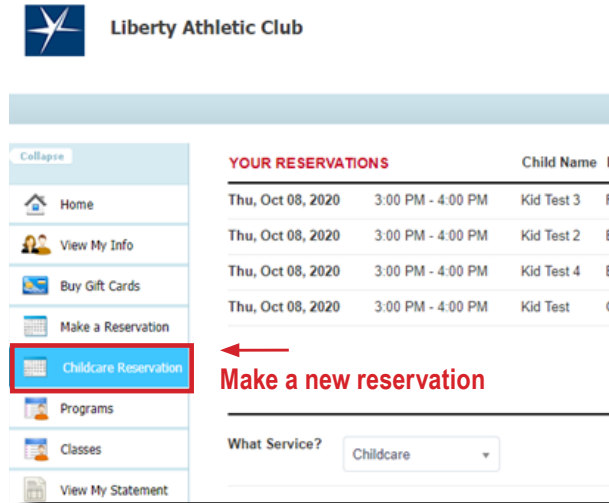 Liberty Athletic Club
Collapse
Home
View My Info
Buy Gift Cards
Make a Reservation
Childcare Reservation
Programs
Classes
View My Statement
YOUR RESERVATIONS Child Name
Thu, Oct 08, 2020 3:00 PM - 4:00 PM Kid Test 3
Thu, Oct 08, 2020 3:00 PM - 4:00 PM Kid Test 2
Thu, Oct 08, 2020 3:00 PM - 4:00 PM Kid Test 4
Thu, Oct 08, 2020 3:00 PM - 4:00 PM Kid Test
Make a new reservation
What Service? Childcare